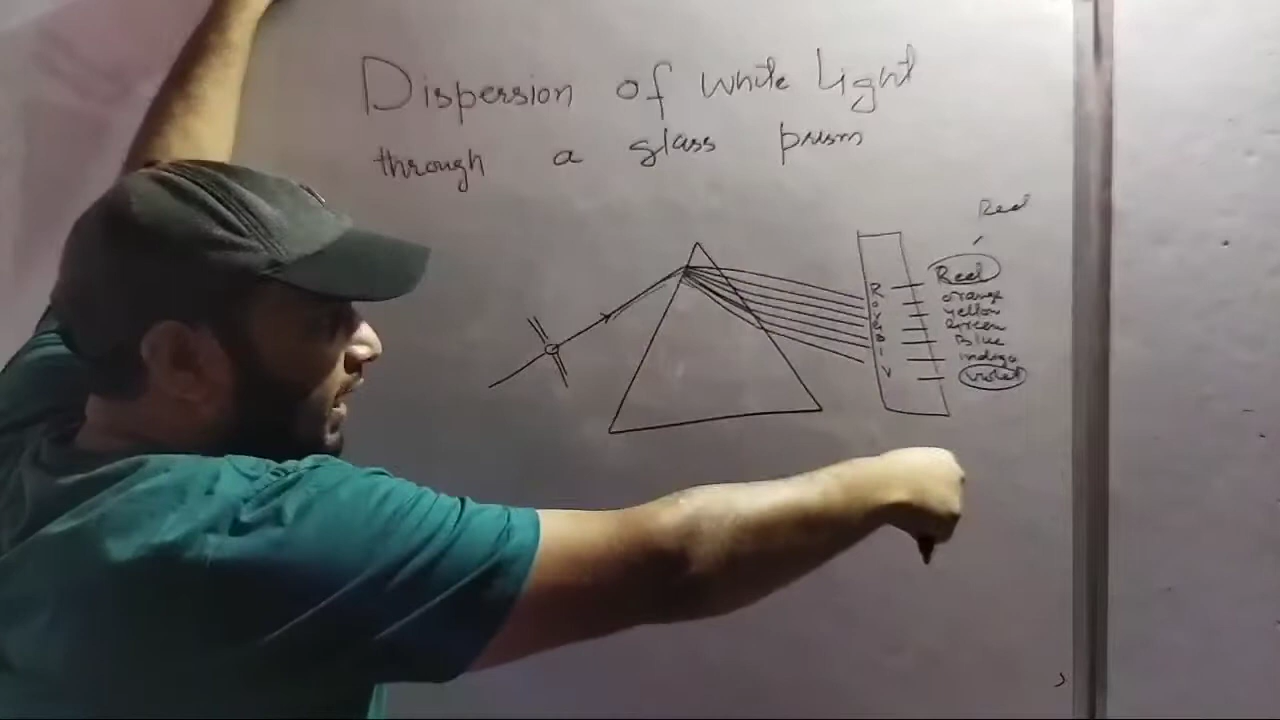 Dispersion of white light
through a glass prism
Red
Red
orange
yellow
Green
Blue
indigo
violet
R
O
Y
G
B
I
V